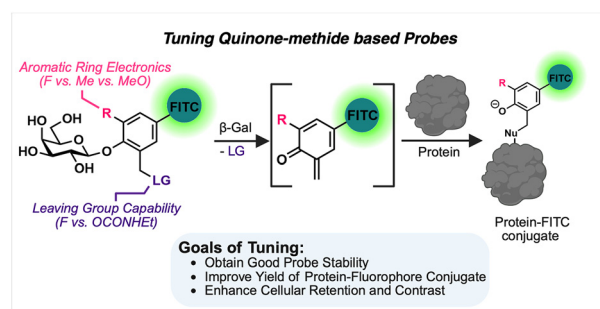 Tuning Quinone-methide based Probes
Aromatic Ring Electronics
(F vs. Me vs. MeO)
R
FITC
HO
OH
O
HO
OH
O
LG
Leaving Group Capability
(F vs. OCONHEt)
β-Gal
- LG
R
FITC
O
Protein
R
FITC
⊖
O
Nu
Protein-FITC
conjugate
Goals of Tuning:
• Obtain Good Probe Stability
• Improve Yield of Protein-Fluorophore Conjugate
• Enhance Cellular Retention and Contrast